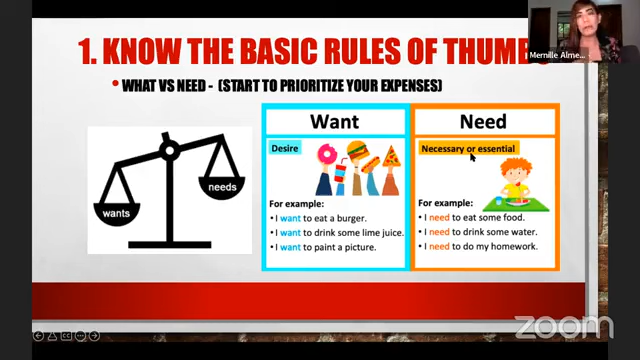 1. KNOW THE BASIC RULES OF THUMB
Mernille Alme...
• WHAT VS NEED - (START TO PRIORITIZE YOUR EXPENSES)
wants
needs
Want
Desire
For example:
• I want to eat a burger.
• I want to drink some lime juice.
• I want to paint a picture.
Need
Necessary or essential
For example:
• I need to eat some food.
• I need to drink some water.
• I need to do my homework.
zoom